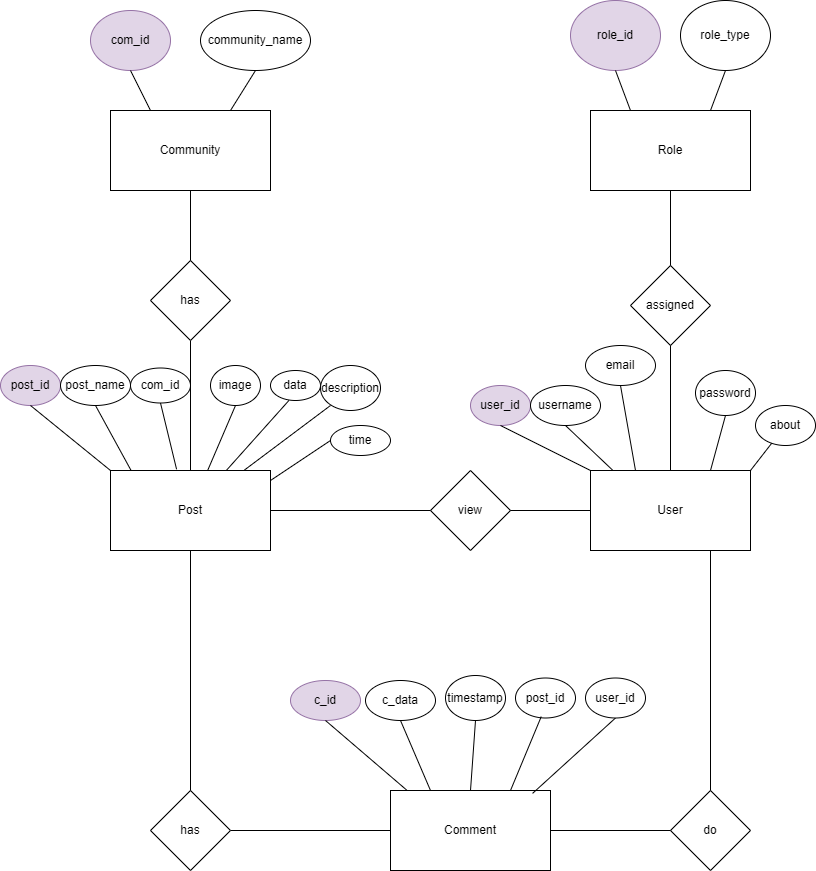 com_id
community_name
role_id
role_type
Community
Role
has
assigned
post_id
post_name
com_id
image
data
description
time
email
user_id
username
password
about
Post
view
User
c_id
c_data
timestamp
post_id
user_id
has
Comment
do